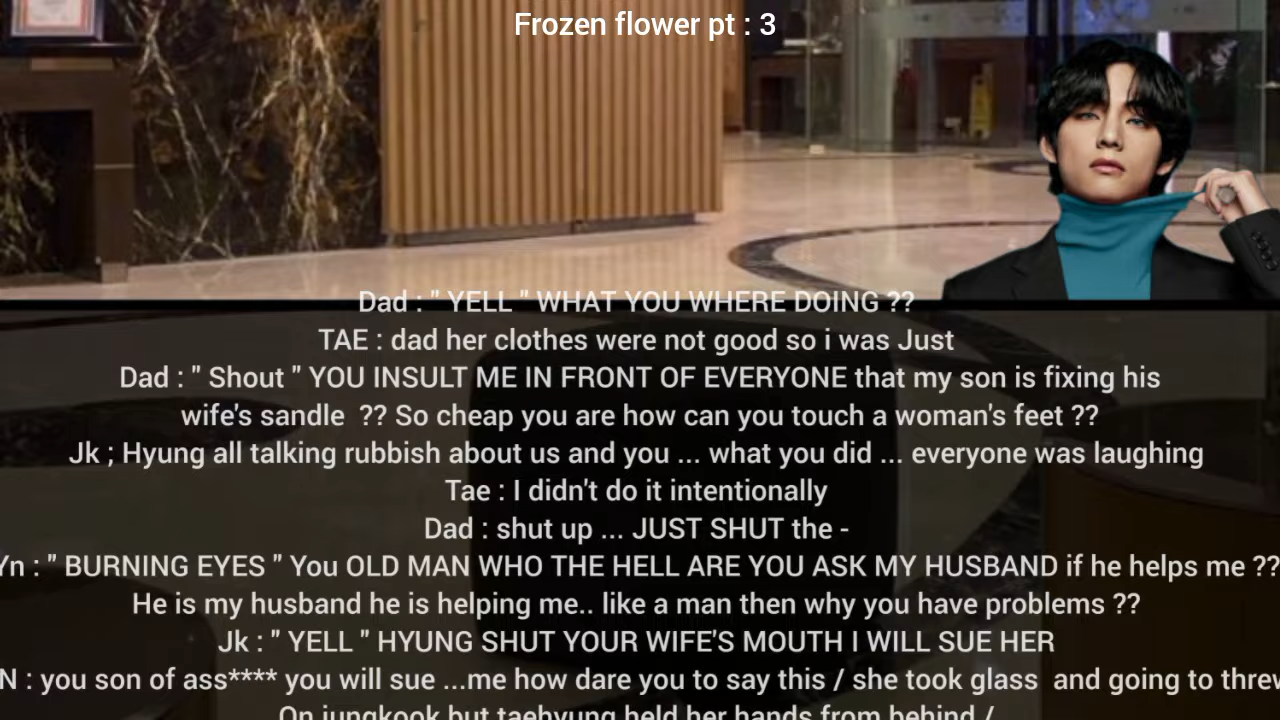 Frozen flower pt : 3
Dad : " YELL " WHAT YOU WHERE DOING ??
TAE : dad her clothes were not good so i was Just
Dad : " Shout " YOU INSULT ME IN FRONT OF EVERYONE that my son is fixing his
wife's sandle ?? So cheap you are how can you touch a woman's feet ??
Jk ; Hyung all talking rubbish about us and you ... what you did ... everyone was laughing
Tae : I didn't do it intentionally
Dad : shut up ... JUST SHUT the -
Yn : " BURNING EYES " You OLD MAN WHO THE HELL ARE YOU ASK MY HUSBAND if he helps me ??
He is my husband he is helping me.. like a man then why you have problems ??
Jk : " YELL " HYUNG SHUT YOUR WIFE'S MOUTH I WILL SUE HER
N : you son of ass**** you will sue ...me how dare you to say this / she took glass and going to threw
On jungkook but taehyung held her hands from behind /